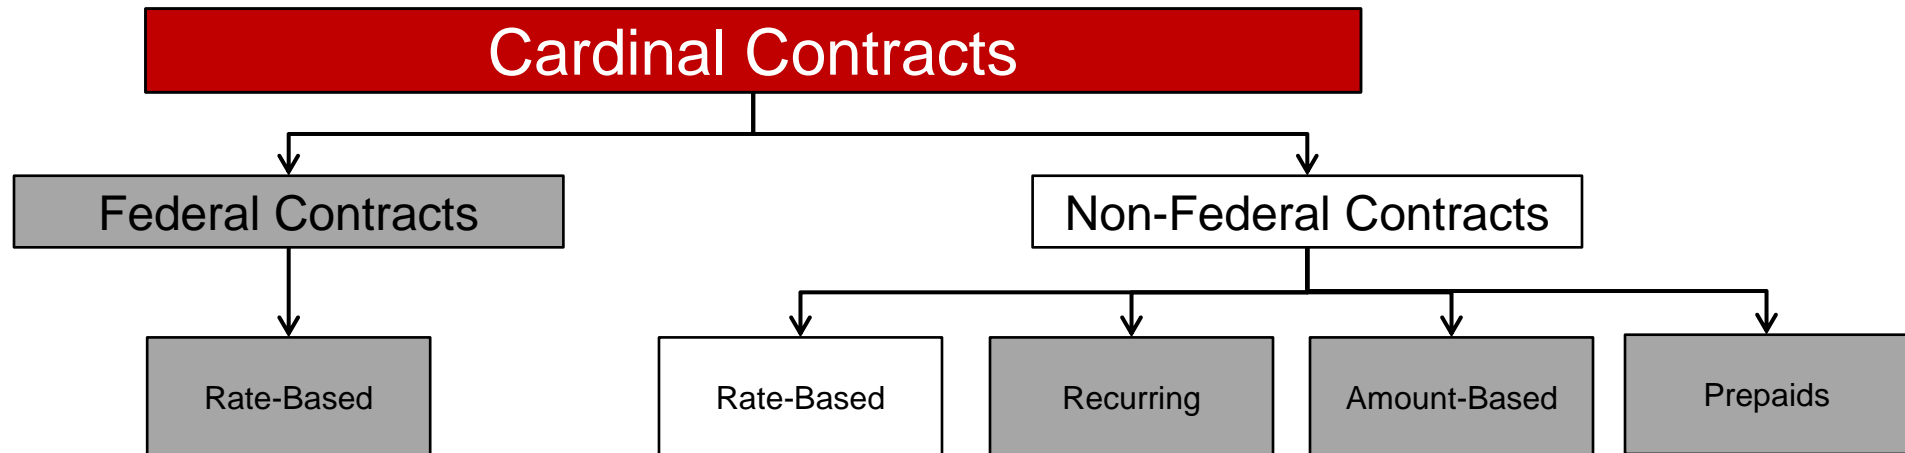 Cardinal Contracts
Federal Contracts
Non-Federal Contracts
Rate-Based
Rate-Based
Recurring
Amount-Based
Prepaids